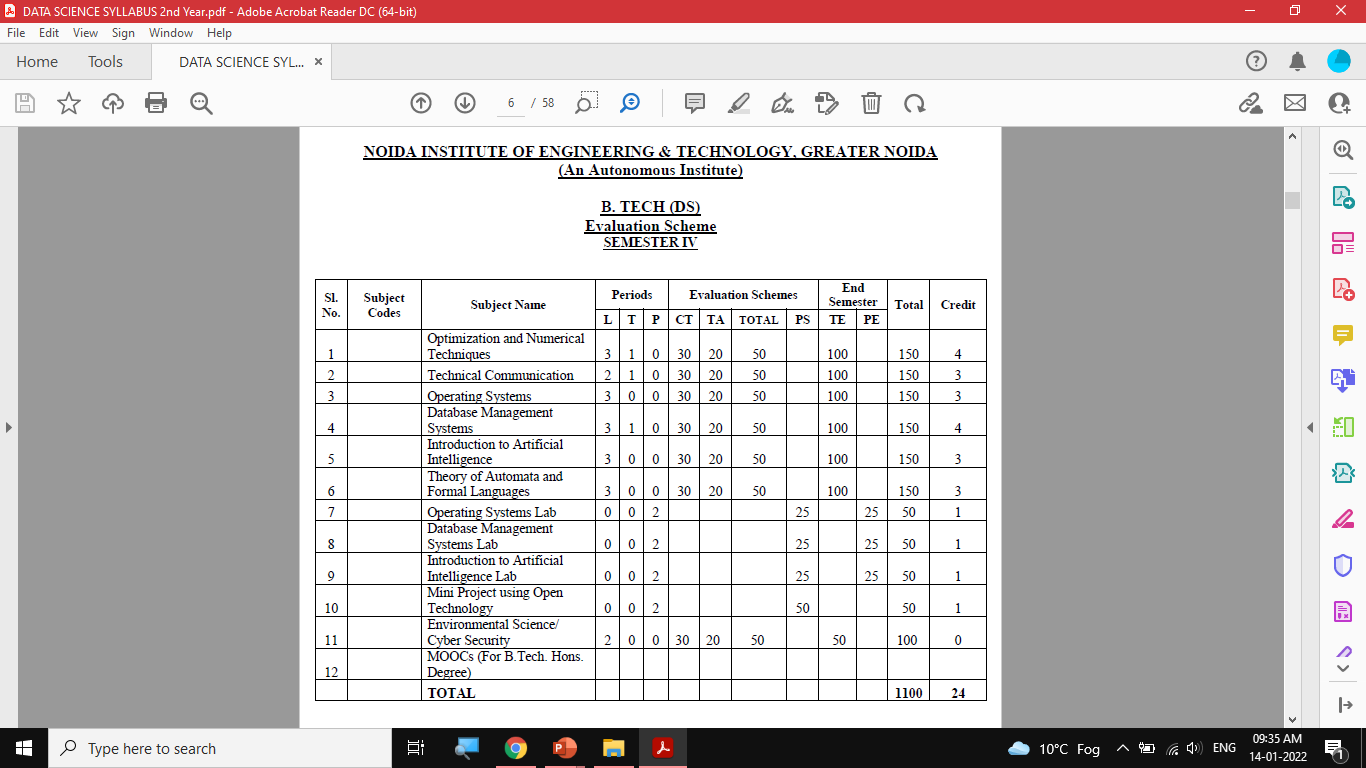 DATA SCIENCE SYLLABUS 2nd Year.pdf - Adobe Acrobat Reader DC (64-bit)
File Edit View Sign Window Help
Home Tools DATA SCIENCE SYL... ×
6 / 58
NOIDA INSTITUTE OF ENGINEERING & TECHNOLOGY, GREATER NOIDA
(An Autonomous Institute)
B. TECH (DS)
Evaluation Scheme
SEMESTER IV
Sl. No. Subject Codes Subject Name Periods Evaluation Schemes End Semester Total Credit
L T P CT TA TOTAL PS TE PE
Optimization and Numerical
1 Techniques 3 1 0 30 20 50 100 150 4
2 Technical Communication 2 1 0 30 20 50 100 150 3
3 Operating Systems 3 0 0 30 20 50 100 150 3
Database Management
4 Systems 3 1 0 30 20 50 100 150 4
Introduction to Artificial
5 Intelligence 3 0 0 30 20 50 100 150 3
Theory of Automata and
6 Formal Languages 3 0 0 30 20 50 100 150 3
7 Operating Systems Lab 0 0 2 25 25 50 1
Database Management
8 Systems Lab 0 0 2 25 25 50 1
Introduction to Artificial
9 Intelligence Lab 0 0 2 25 25 50 1
Mini Project using Open
10 Technology 0 0 2 50 50 1
Environmental Science/
11 Cyber Security 2 0 0 30 20 50 50 100 0
MOOCs (For B.Tech. Hons.
12 Degree)
TOTAL 1100 24
Type here to search
10°C Fog
ENG
09:35 AM
14-01-2022
1